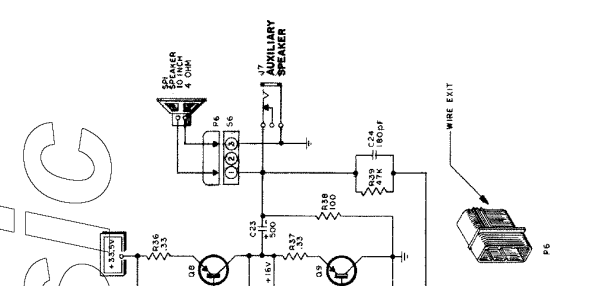 SP1
SPEAKER
10 INCH
4 OHM
J7
AUXILIARY
SPEAKER
P6
S6
1
2
3
C24
180pF
R39
47K
WIRE EXIT
R38
100
C23
+ 500
+33.5V
R36
.33
Q8
+16V
R37
.33
Q9
P6
sic